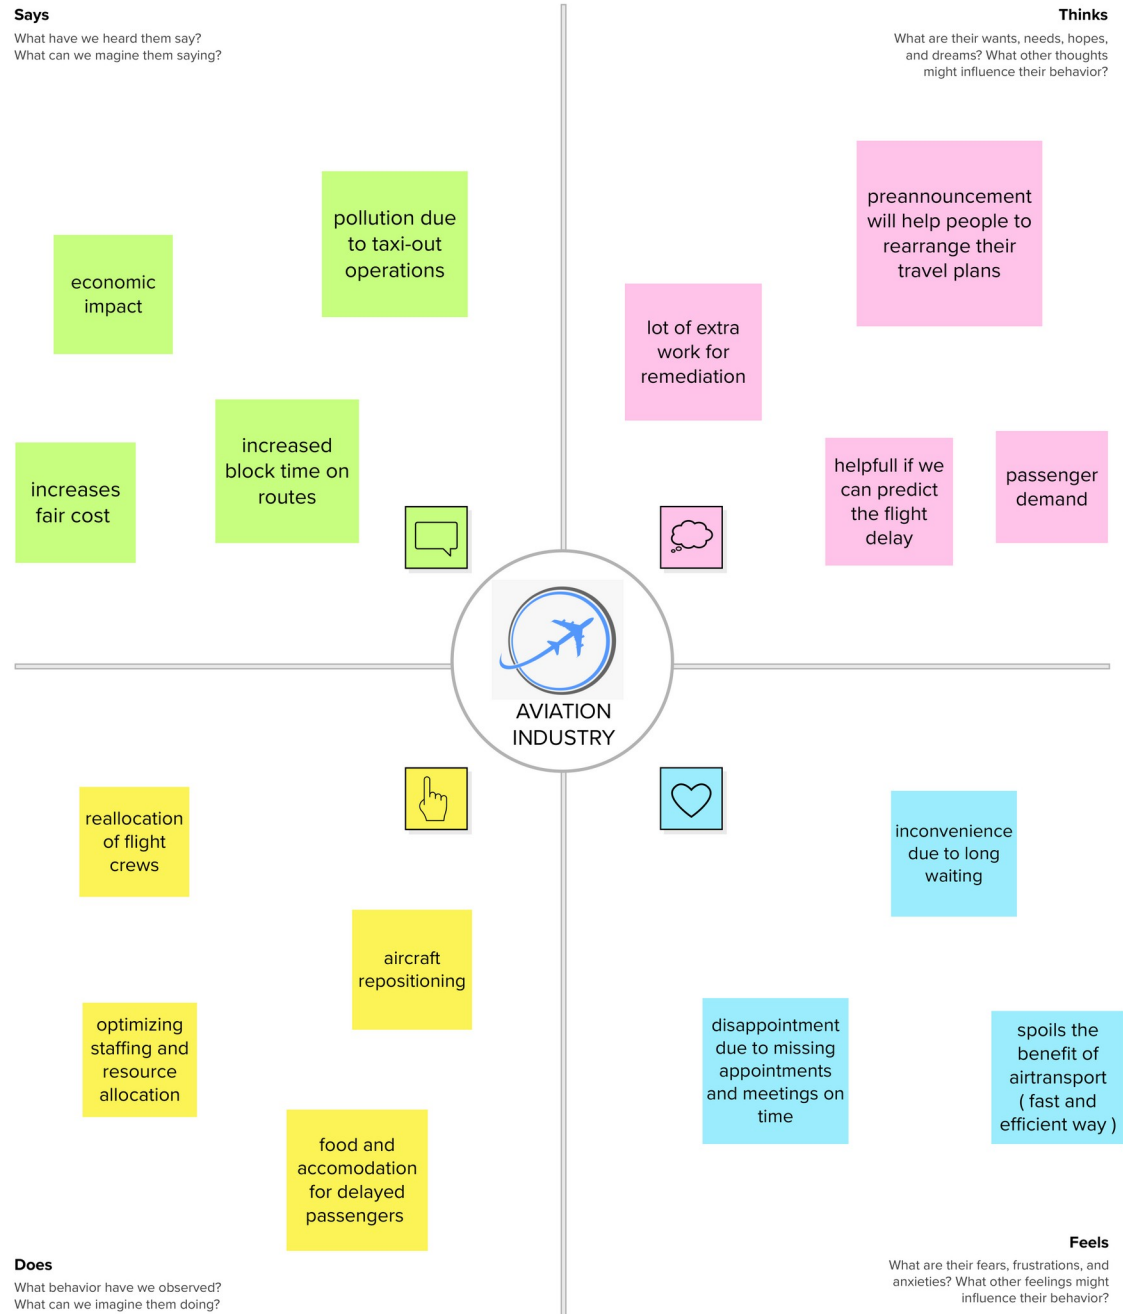 Says
What have we heard them say?
What can we magine them saying?
pollution due
to taxi-out
operations
economic
impact
increased
block time on
routes
increases
fair cost
Thinks
What are their wants, needs, hopes,
and dreams? What other thoughts
might influence their behavior?
preannouncement
will help people to
rearrange their
travel plans
lot of extra
work for
remediation
helpfull if we
can predict
the flight
delay
passenger
demand
AVIATION
INDUSTRY
reallocation
of flight
crews
aircraft
repositioning
optimizing
staffing and
resource
allocation
food and
accomodation
for delayed
passengers
Does
What behavior have we observed?
What can we imagine them doing?
inconvenience
due to long
waiting
disappointment
due to missing
appointments
and meetings on
time
spoils the
benefit of
airtransport
( fast and
efficient way )
Feels
What are their fears, frustrations, and
anxieties? What other feelings might
influence their behavior?